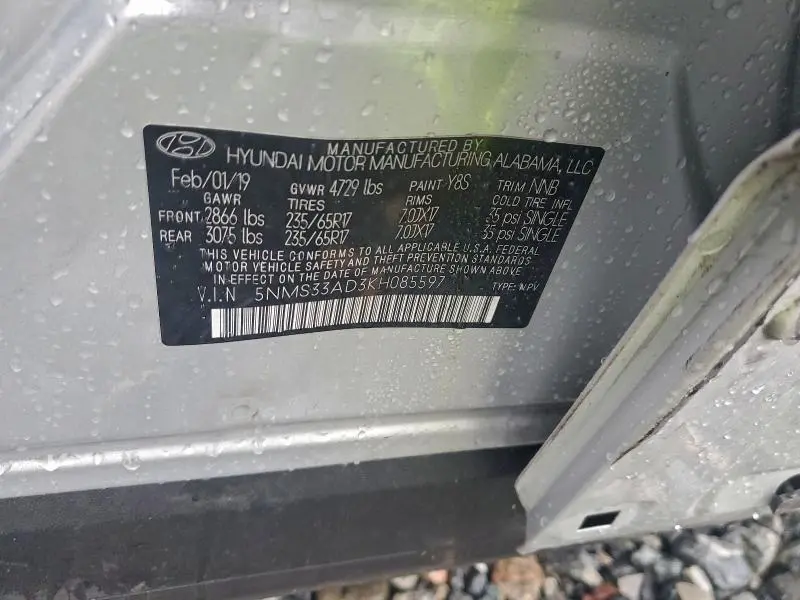 MANUFACTURED BY
HYUNDAI MOTOR MANUFACTURING ALABAMA, LLC
Feb/01/19 GVWR 4729 lbs PAINT Y8S TRIM NNB
GAWR TIRES RIMS COLD TIRE INFL
FRONT 2866 lbs 235/65R17 7.0JX17 35 psi SINGLE
REAR 3075 lbs 235/65R17 7.0JX17 35 psi SINGLE
THIS VEHICLE CONFORMS TO ALL APPLICABLE U.S.A. FEDERAL
MOTOR VEHICLE SAFETY AND THEFT PREVENTION STANDARDS
IN EFFECT ON THE DATE OF MANUFACTURE SHOWN ABOVE
V.I.N 5NMS33AD3KH085597 TYPE: MPV